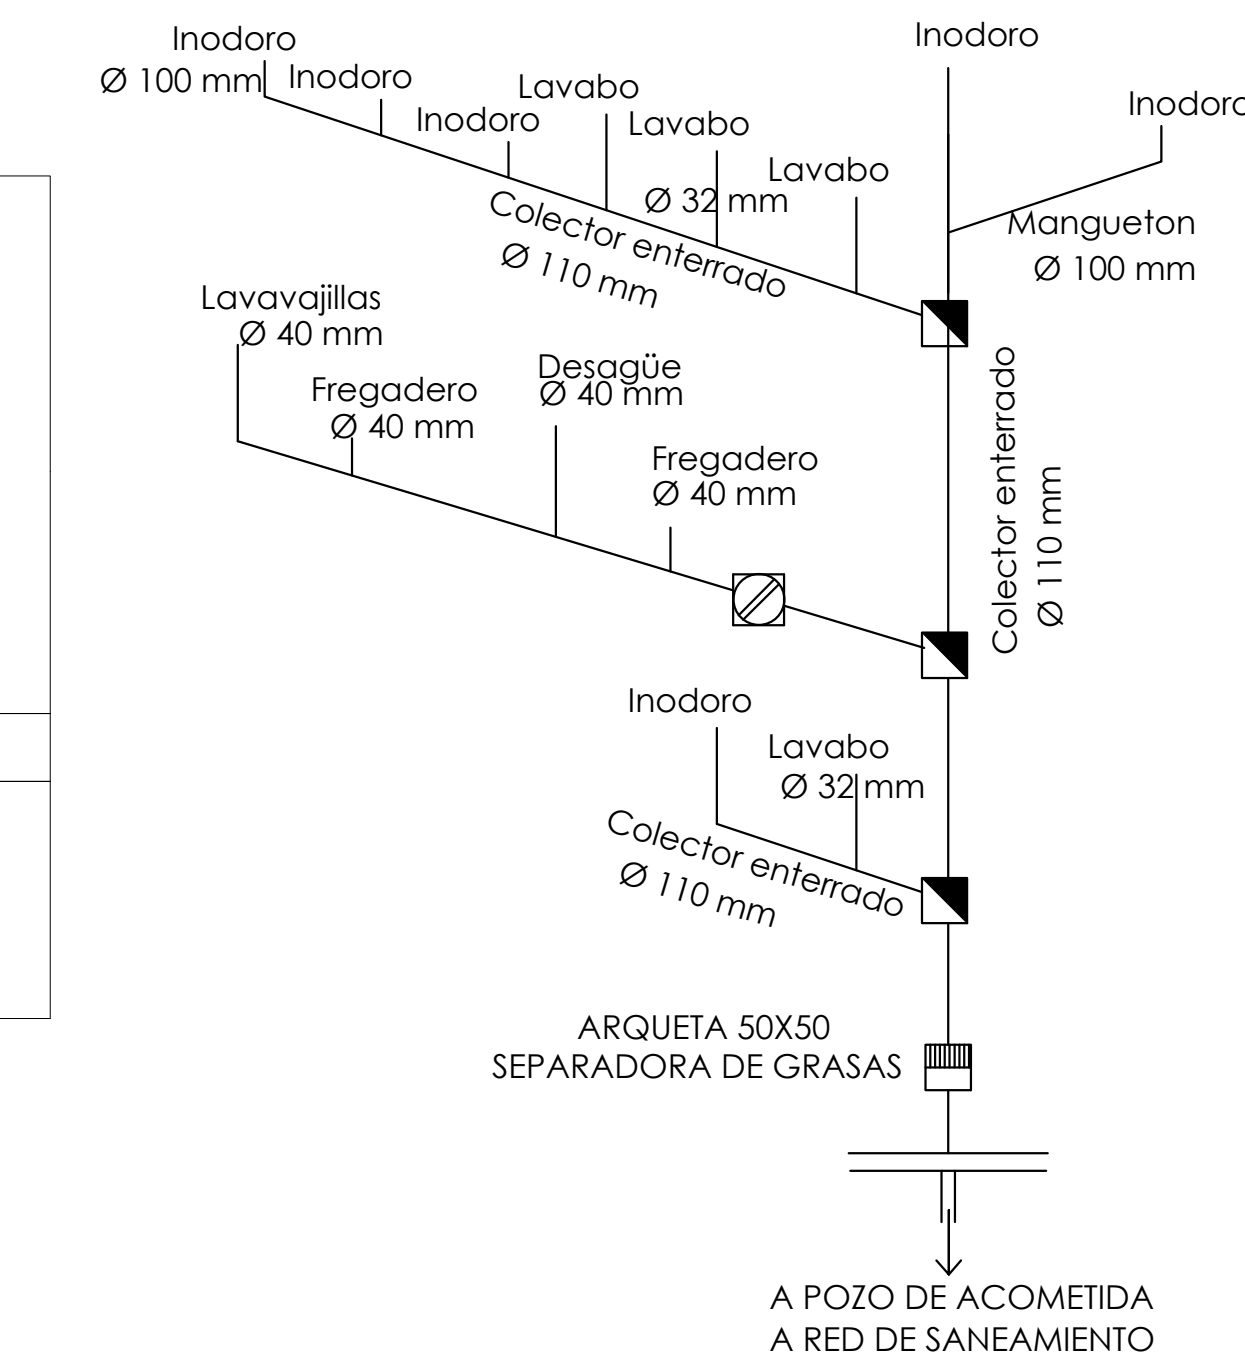 Inodoro
Ø 100 mm
Inodoro
Inodoro
Lavabo
Lavabo
Ø 32 mm
Lavabo
Colector enterrado
Ø 110 mm
Inodoro
Inodoro
Mangueton
Ø 100 mm
Lavavajillas
Ø 40 mm
Fregadero
Ø 40 mm
Desagüe
Ø 40 mm
Fregadero
Ø 40 mm
Colector enterrado
Ø 110 mm
Inodoro
Lavabo
Ø 32 mm
Colector enterrado
Ø 110 mm
ARQUETA 50X50
SEPARADORA DE GRASAS
A POZO DE ACOMETIDA
A RED DE SANEAMIENTO